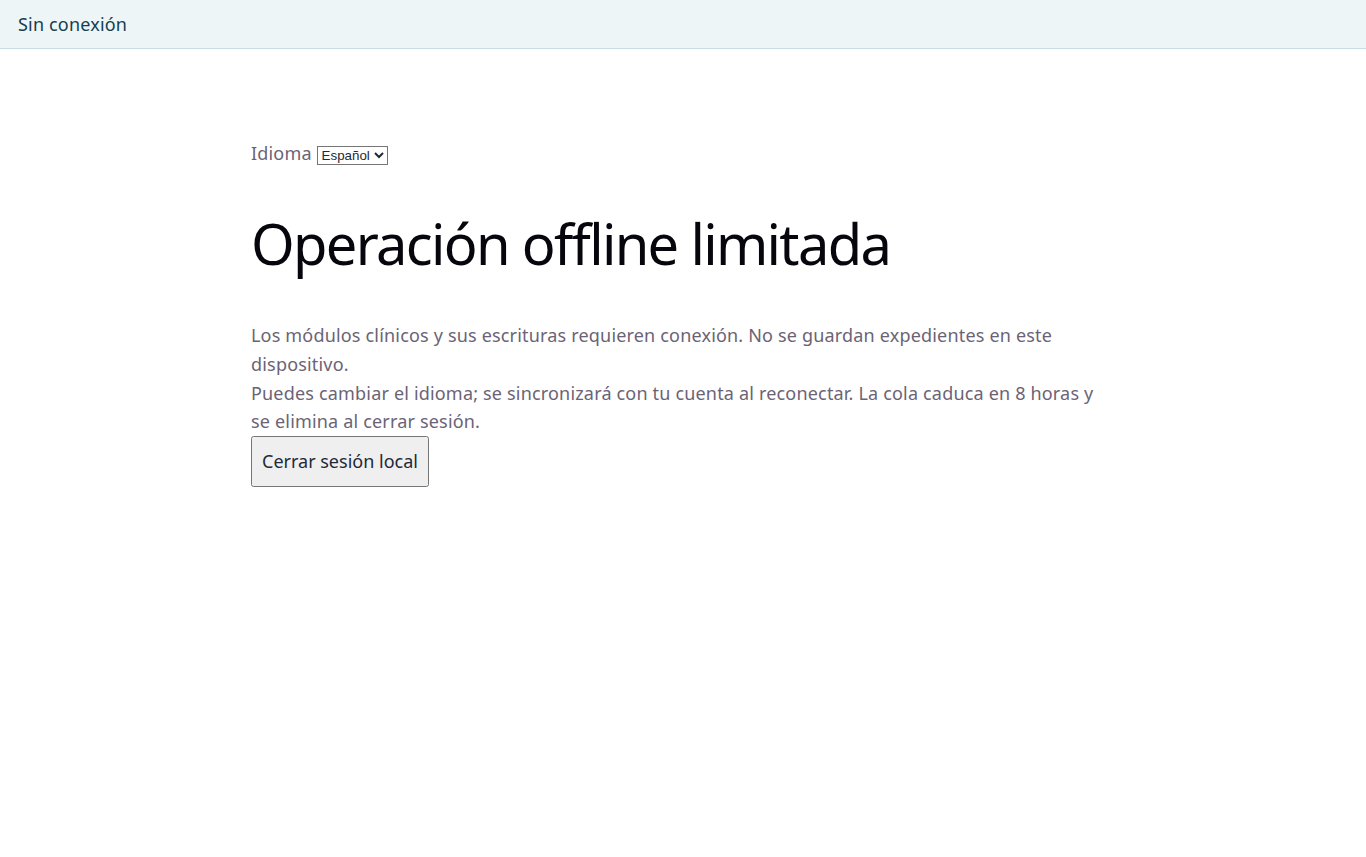 Sin conexión
Idioma Español
Operación offline limitada
Los módulos clínicos y sus escrituras requieren conexión. No se guardan expedientes en este
dispositivo.
Puedes cambiar el idioma; se sincronizará con tu cuenta al reconectar. La cola caduca en 8 horas y
se elimina al cerrar sesión.
Cerrar sesión local